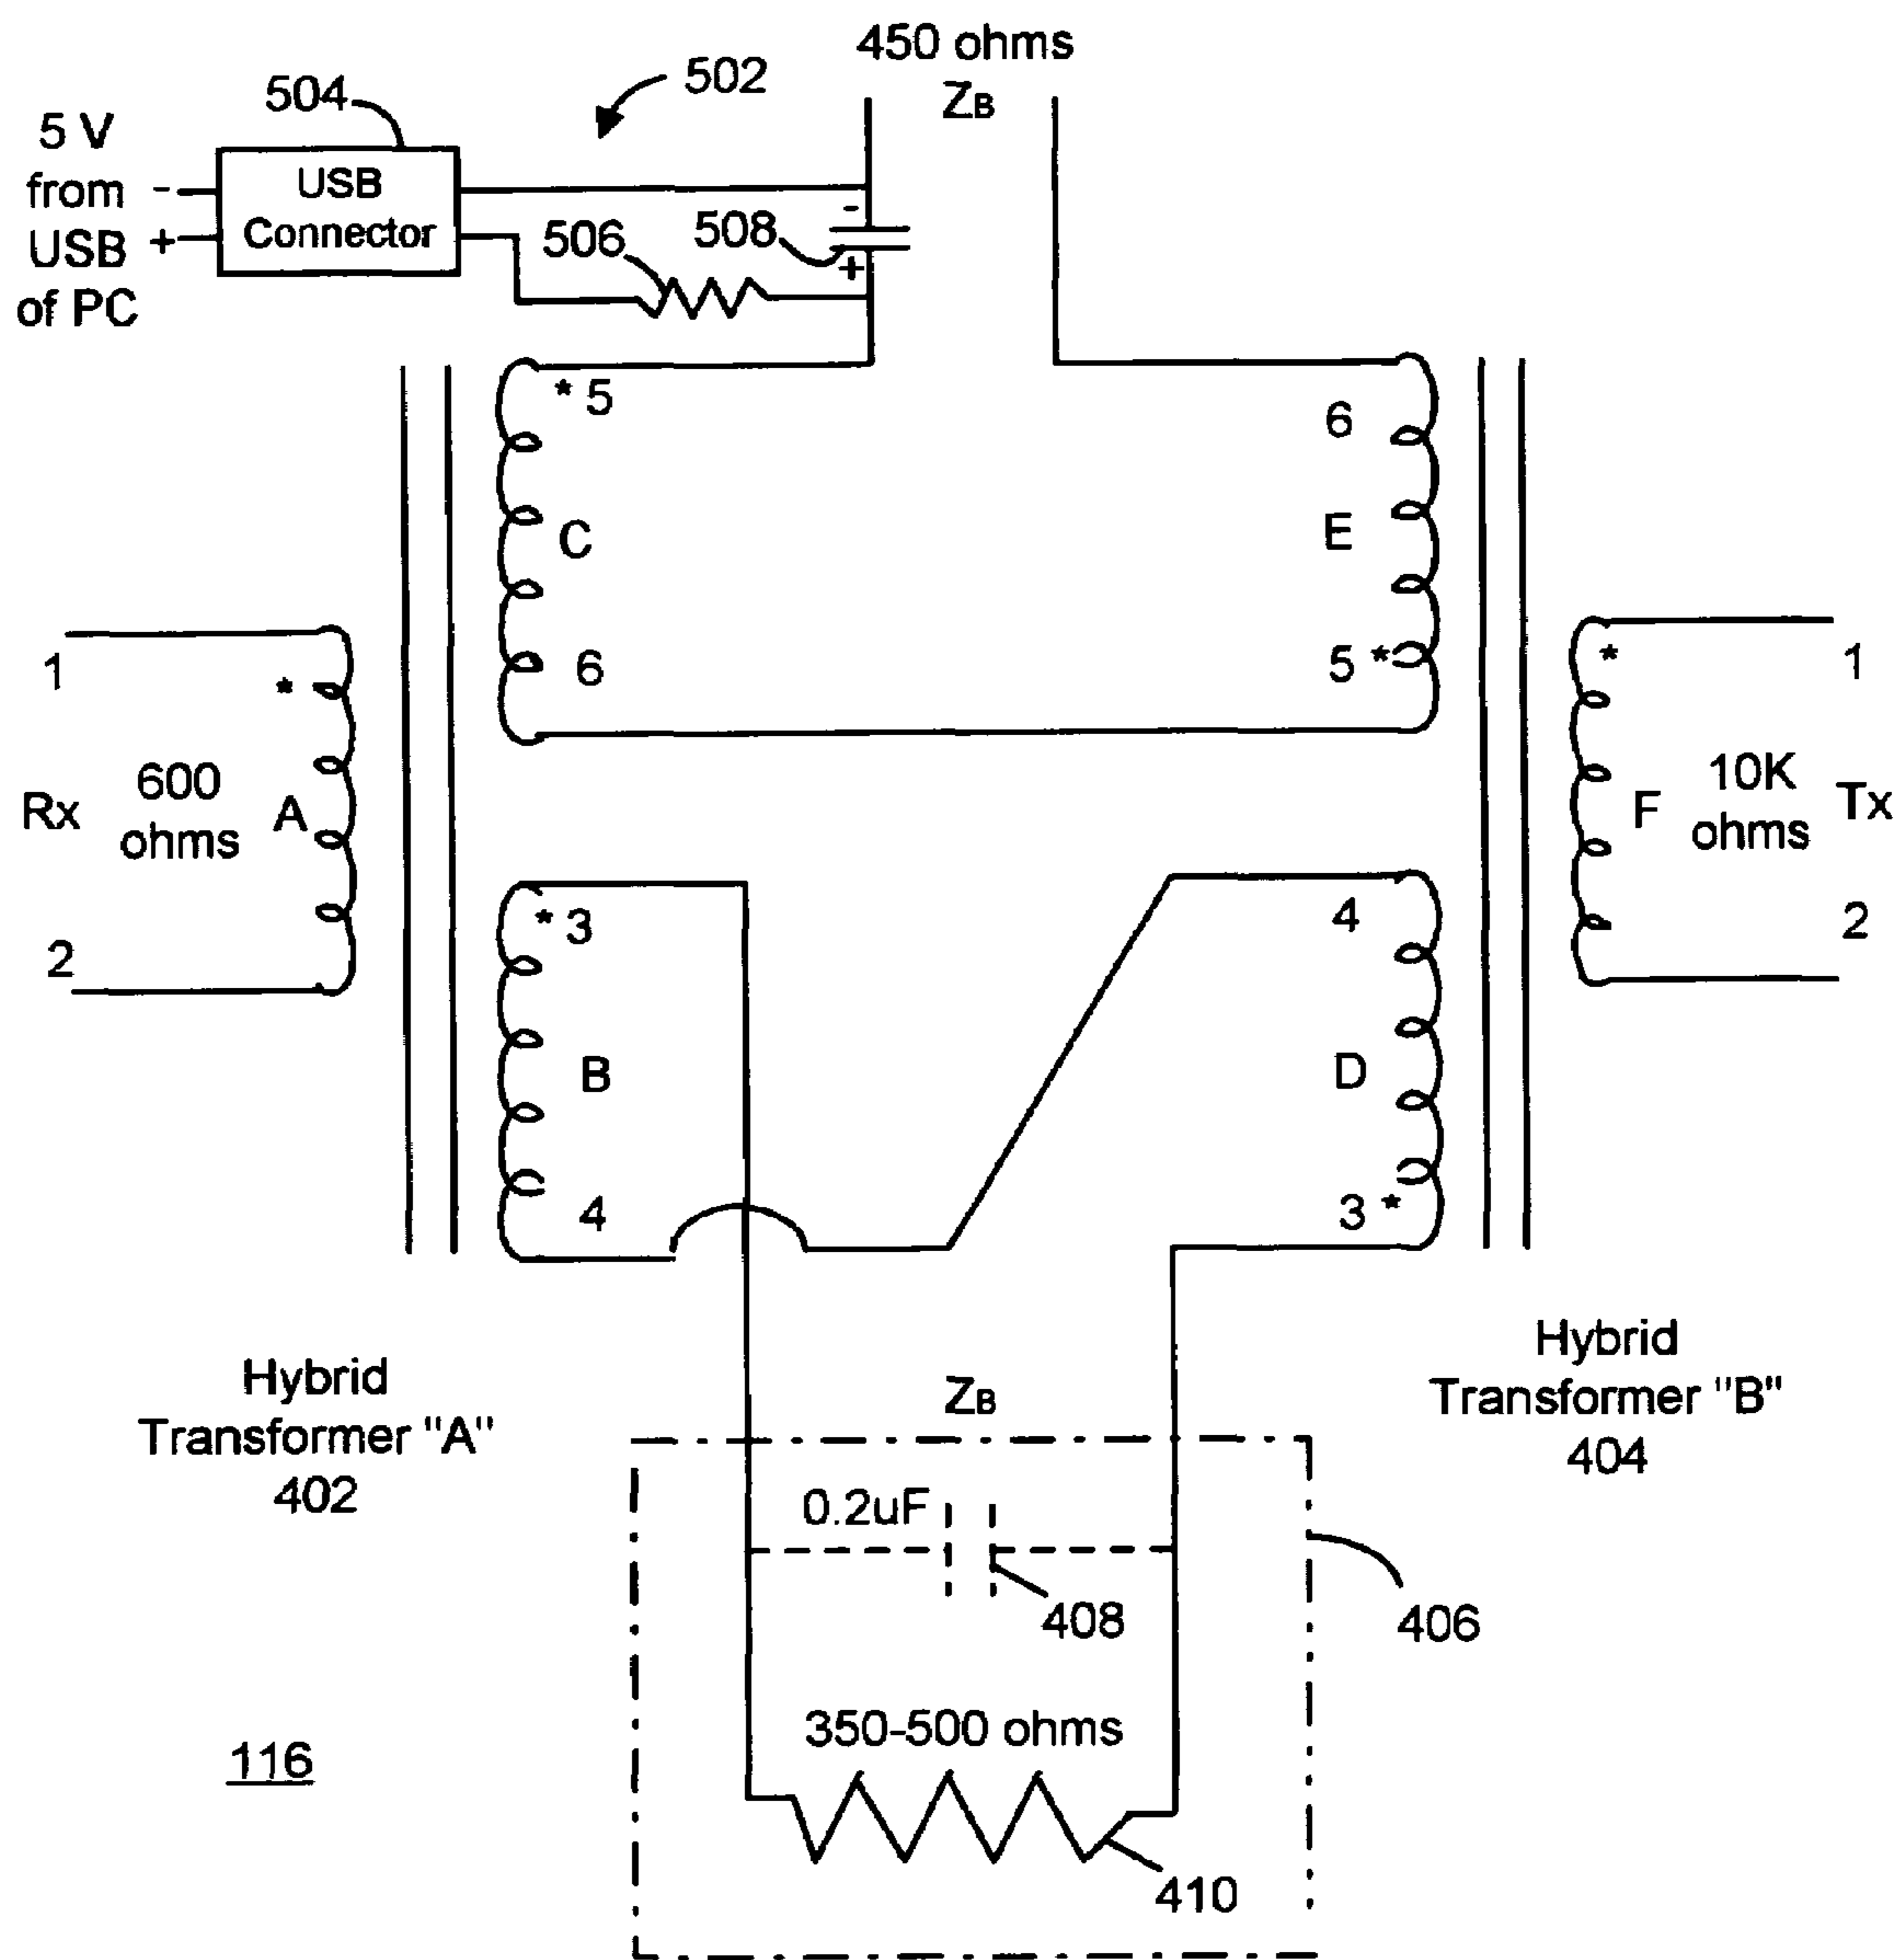 450 ohms
ZB
502
504
5 V
from -
USB +
of PC
USB
Connector
-
506
508
+
* 5
C
6
6
E
5 *
1
*
Rx
600
ohms
A
2
*
1
F
10K
ohms
Tx
2
* 3
B
4
4
D
3 *
Hybrid
Transformer "A"
402
Hybrid
Transformer "B"
404
ZB
0.2uF
408
406
350-500 ohms
410
116